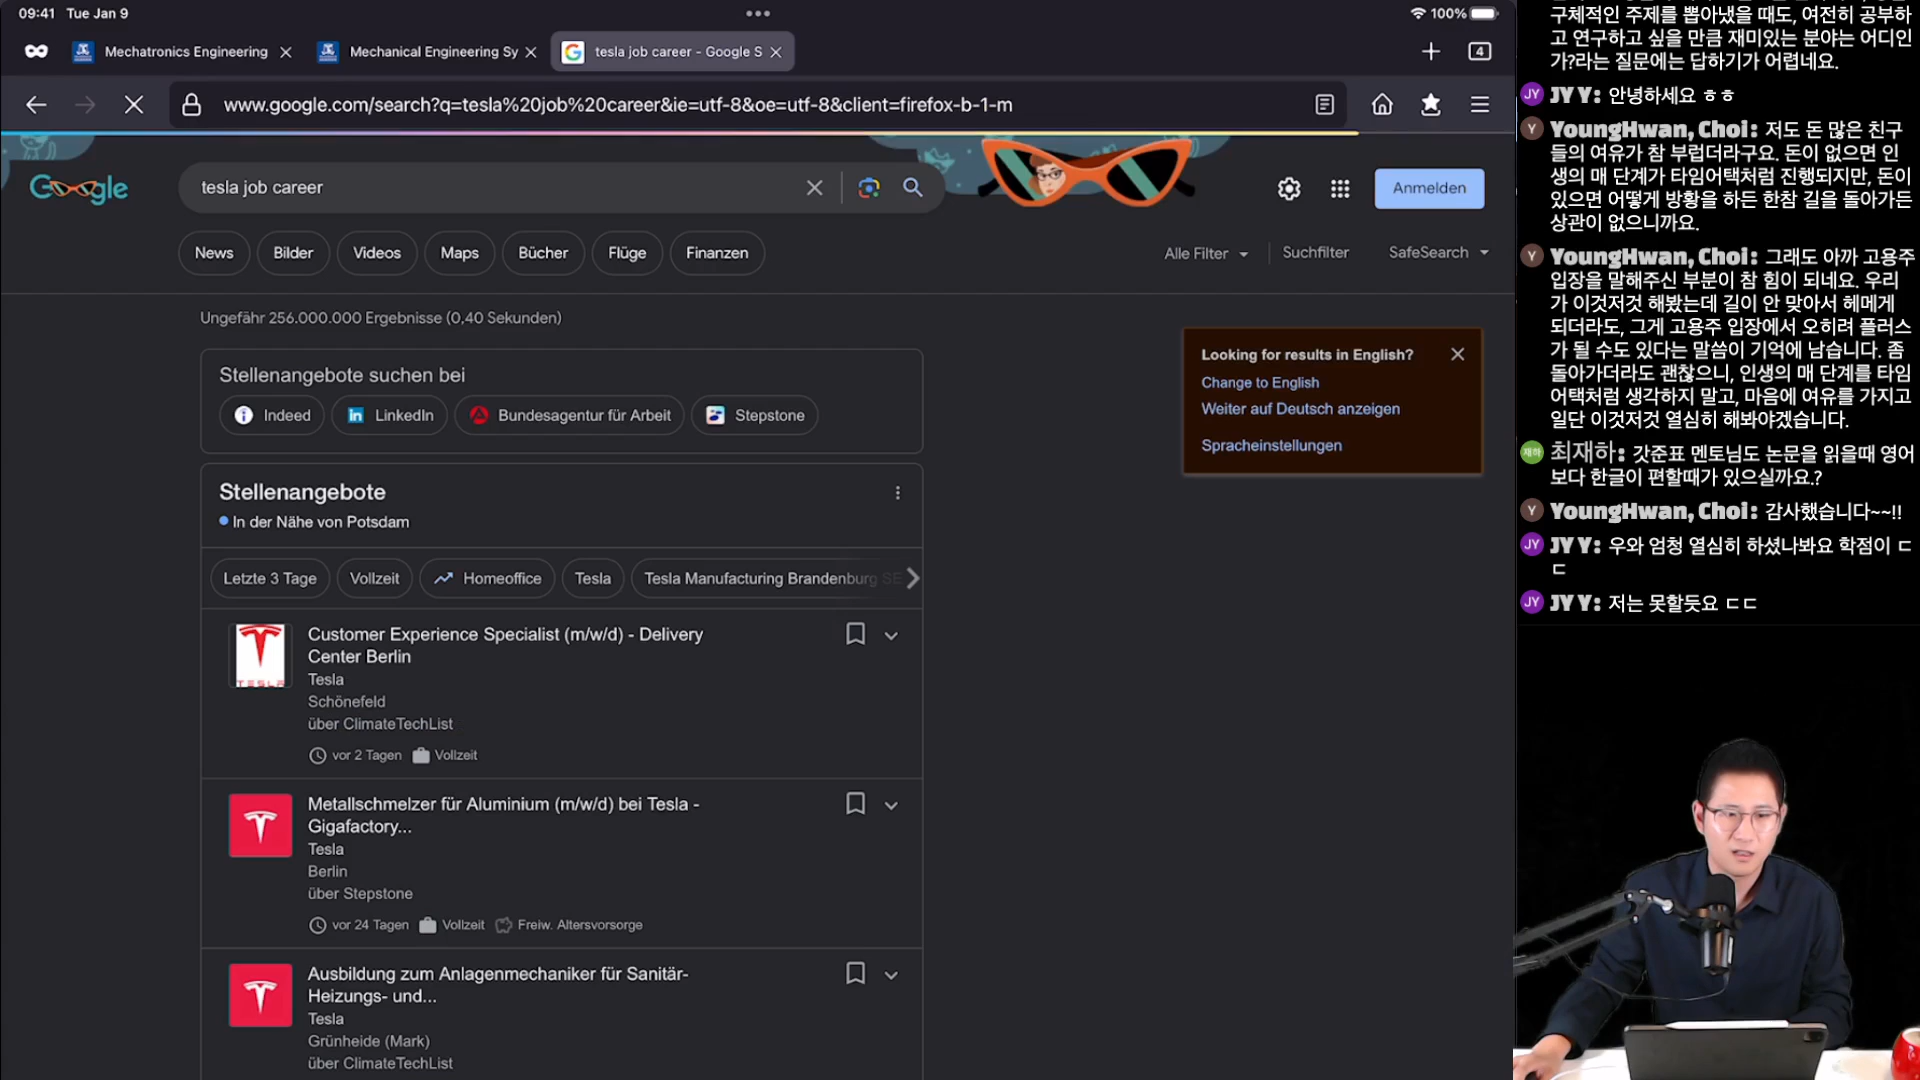 09:41 Tue Jan 9
100%
Mechatronics Engineering
Mechanical Engineering Sy
tesla job career - Google S
4
www.google.com/search?q=tesla%20job%20career&ie=utf-8&oe=utf-8&client=firefox-b-1-m
Google
tesla job career
Anmelden
News
Bilder
Videos
Maps
Bücher
Flüge
Finanzen
Alle Filter
Suchfilter
SafeSearch
Ungefähr 256.000.000 Ergebnisse (0,40 Sekunden)
Stellenangebote suchen bei
Indeed
LinkedIn
Bundesagentur für Arbeit
Stepstone
Looking for results in English?
Change to English
Weiter auf Deutsch anzeigen
Spracheinstellungen
Stellenangebote
In der Nähe von Potsdam
Letzte 3 Tage
Vollzeit
Homeoffice
Tesla
Tesla Manufacturing Brandenburg SE
TESLA
Customer Experience Specialist (m/w/d) - Delivery
Center Berlin
Tesla
Schönefeld
über ClimateTechList
vor 2 Tagen
Vollzeit
Metallschmelzer für Aluminium (m/w/d) bei Tesla -
Gigafactory...
Tesla
Berlin
über Stepstone
vor 24 Tagen
Vollzeit
Freiw. Altersvorsorge
Ausbildung zum Anlagenmechaniker für Sanitär-
Heizungs- und...
Tesla
Grünheide (Mark)
über ClimateTechList
구체적인 주제를 뽑아냈을 때도, 여전히 공부하
고 연구하고 싶을 만큼 재미있는 분야는 어디인
가?라는 질문에는 답하기가 어렵네요.
JY JY Y: 안녕하세요 ㅎㅎ
Y YoungHwan, Choi: 저도 돈 많은 친구
들의 여유가 참 부럽더라구요. 돈이 없으면 인
생의 매 단계가 타임어택처럼 진행되지만, 돈이
있으면 어떻게 방황을 하든 한참 길을 돌아가든
상관이 없으니까요.
Y YoungHwan, Choi: 그래도 아까 고용주
입장을 말해주신 부분이 참 힘이 되네요. 우리
가 이것저것 해봤는데 길이 안 맞아서 헤메게
되더라도, 그게 고용주 입장에서 오히려 플러스
가 될 수도 있다는 말씀이 기억에 남습니다. 좀
돌아가더라도 괜찮으니, 인생의 매 단계를 타임
어택처럼 생각하지 말고, 마음에 여유를 가지고
일단 이것저것 열심히 해봐야겠습니다.
재하 최재하: 갓준표 멘토님도 논문을 읽을때 영어
보다 한글이 편할때가 있으실까요.?
Y YoungHwan, Choi: 감사했습니다~~!!
JY JY Y: 우와 엄청 열심히 하셨나봐요 학점이 ㄷ
ㄷ
JY JY Y: 저는 못할듯요 ㄷㄷ